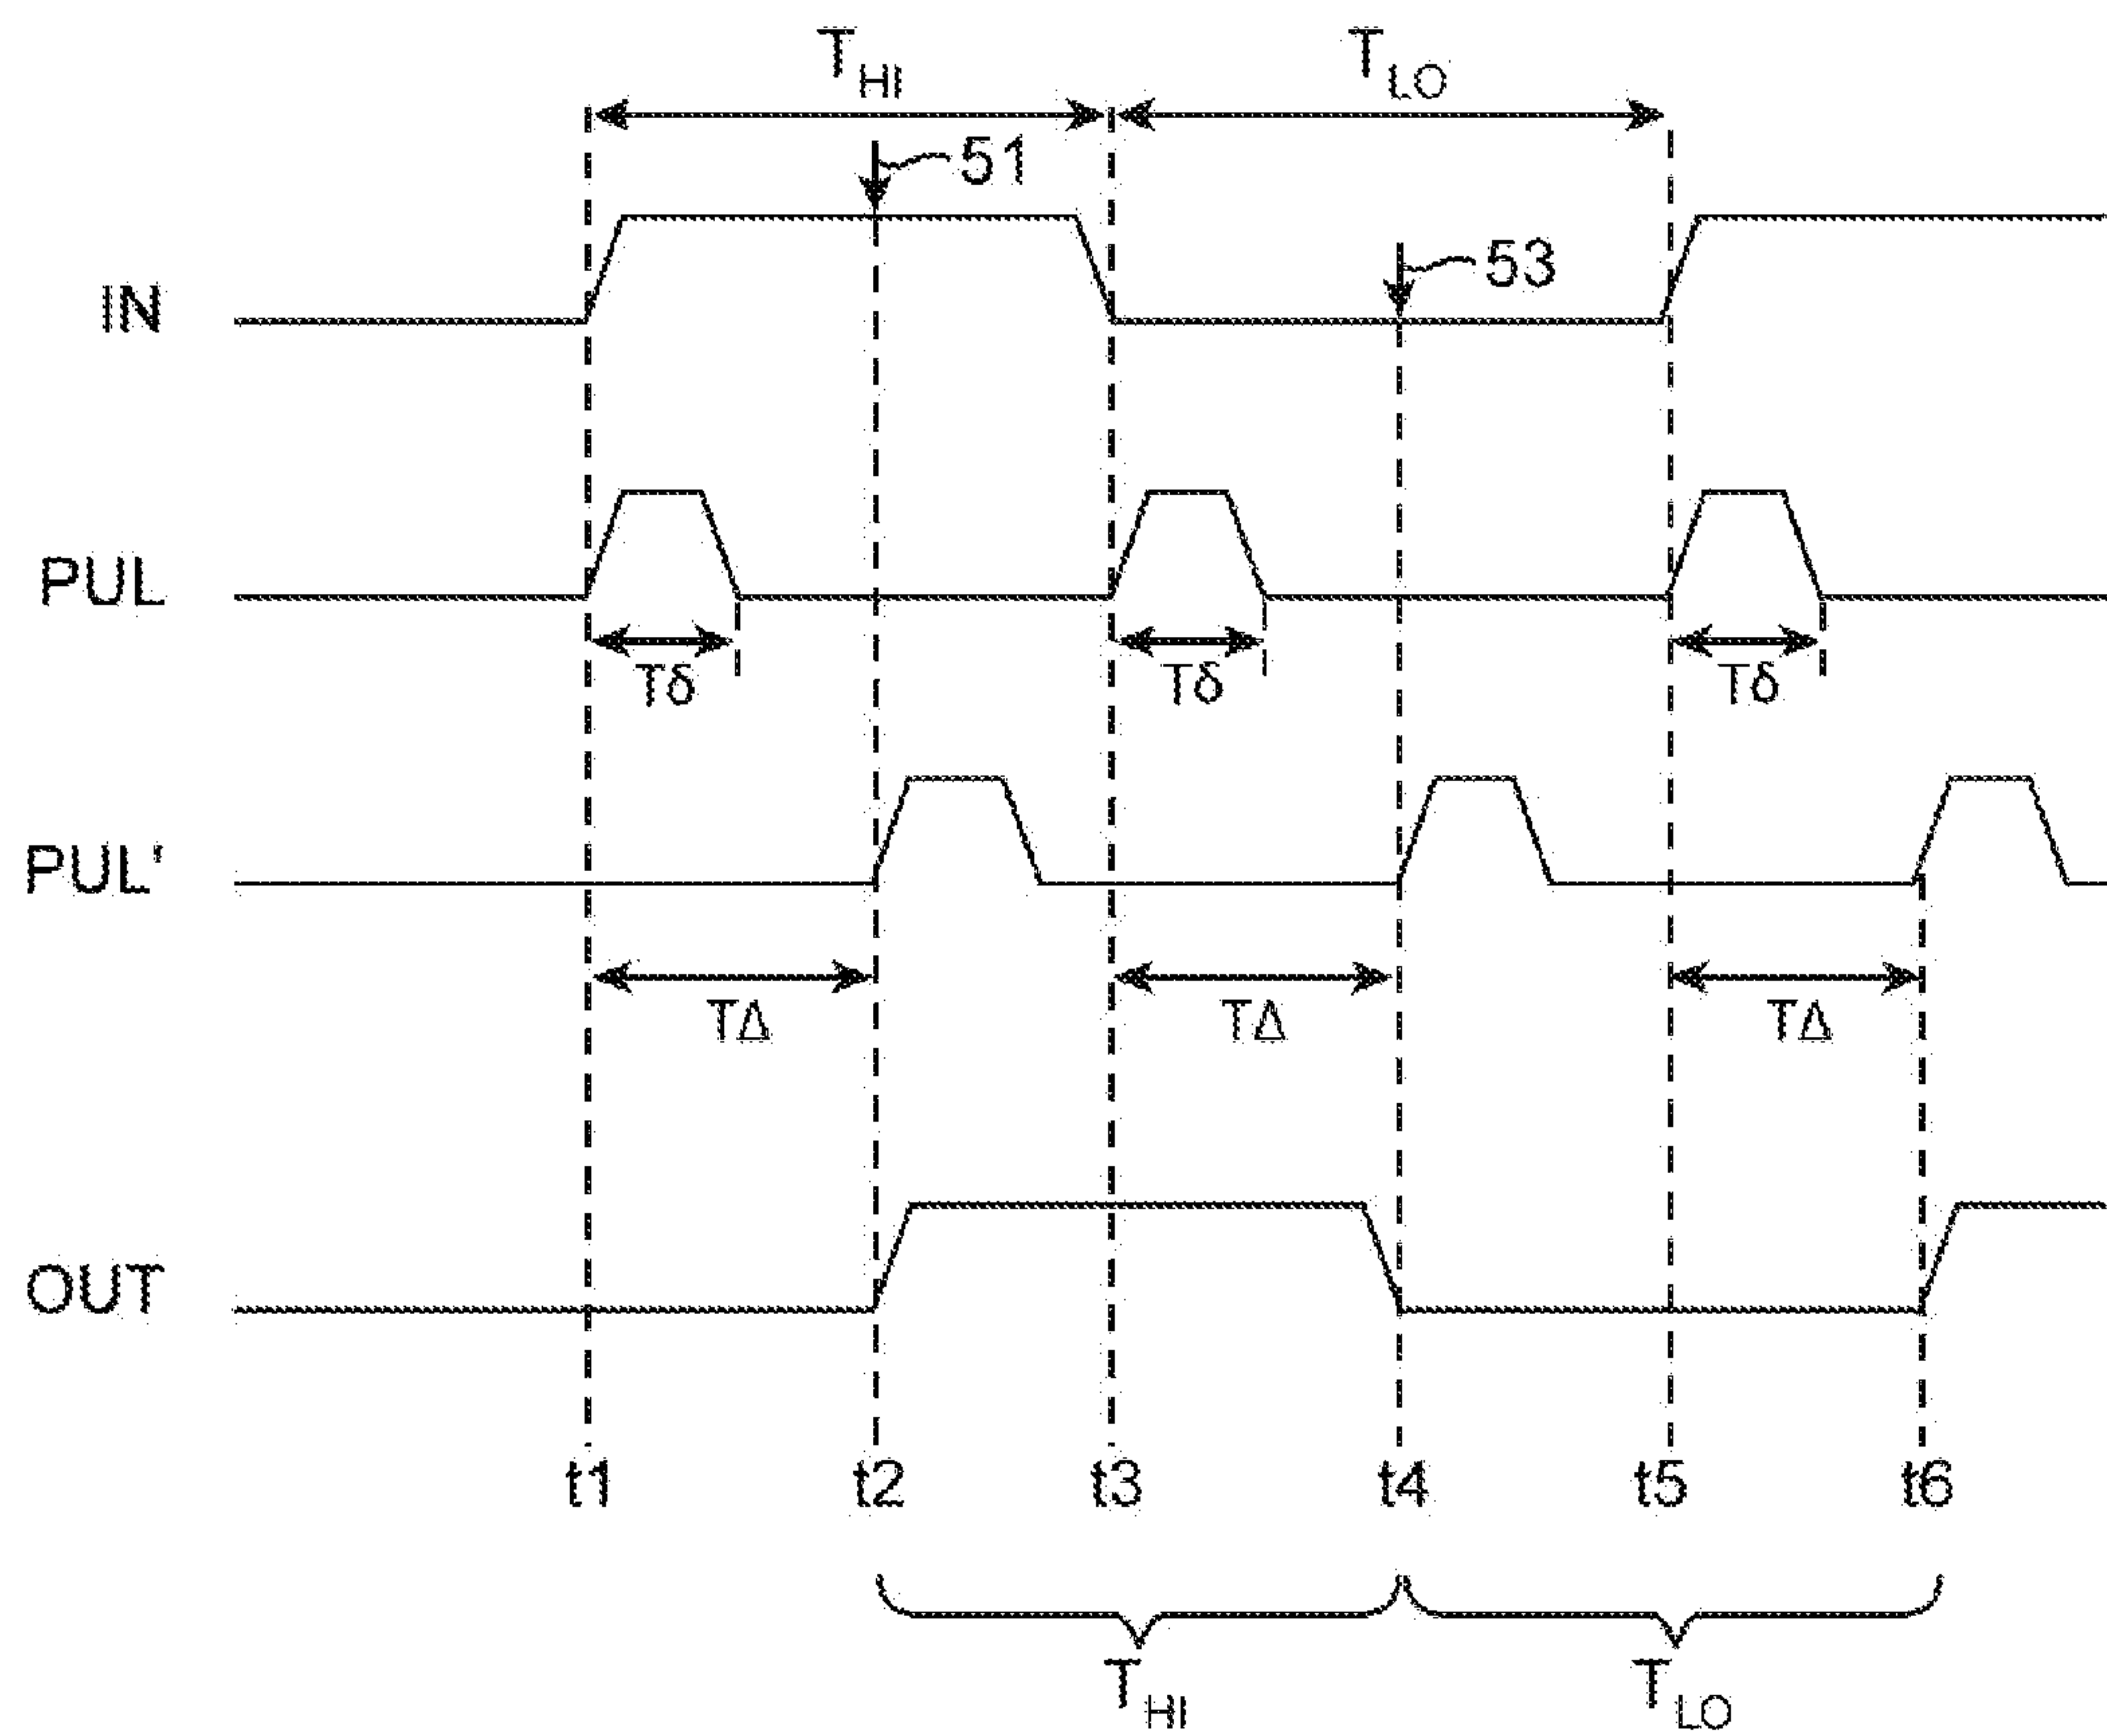 T_HI T_LO
51
53
IN
PUL
Tδ Tδ Tδ
PUL'
TΔ TΔ TΔ
OUT
t1 t2 t3 t4 t5 t6
T_HI T_LO